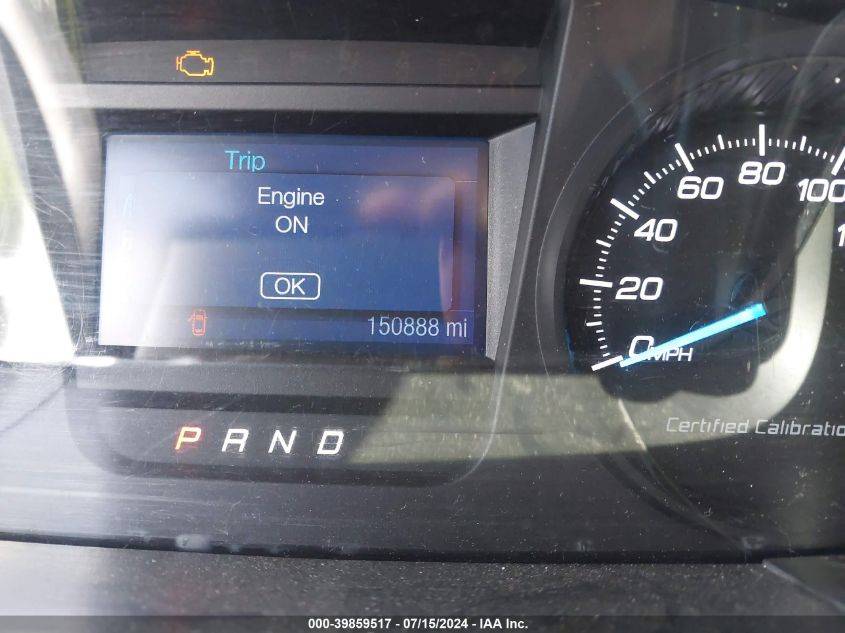 Trip
Engine
ON
OK
150888 mi
P R N D
0 MPH
20
40
60
80
100
Certified Calibratio
000-39859517 - 07/15/2024 - IAA Inc.